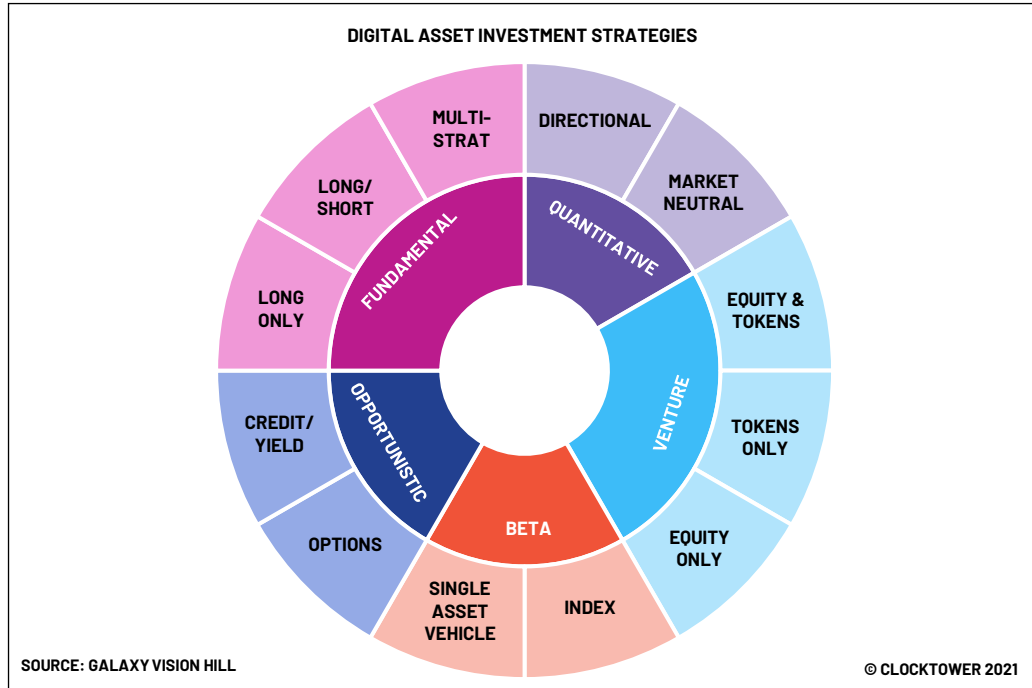 DIGITAL ASSET INVESTMENT STRATEGIES
MULTI-
STRAT
DIRECTIONAL
LONG/
SHORT
MARKET
NEUTRAL
FUNDAMENTAL
QUANTITATIVE
LONG
ONLY
EQUITY &
TOKENS
OPPORTUNISTIC
VENTURE
CREDIT/
YIELD
TOKENS
ONLY
OPTIONS
BETA
EQUITY
ONLY
SINGLE
ASSET
VEHICLE
INDEX
SOURCE: GALAXY VISION HILL
© CLOCKTOWER 2021